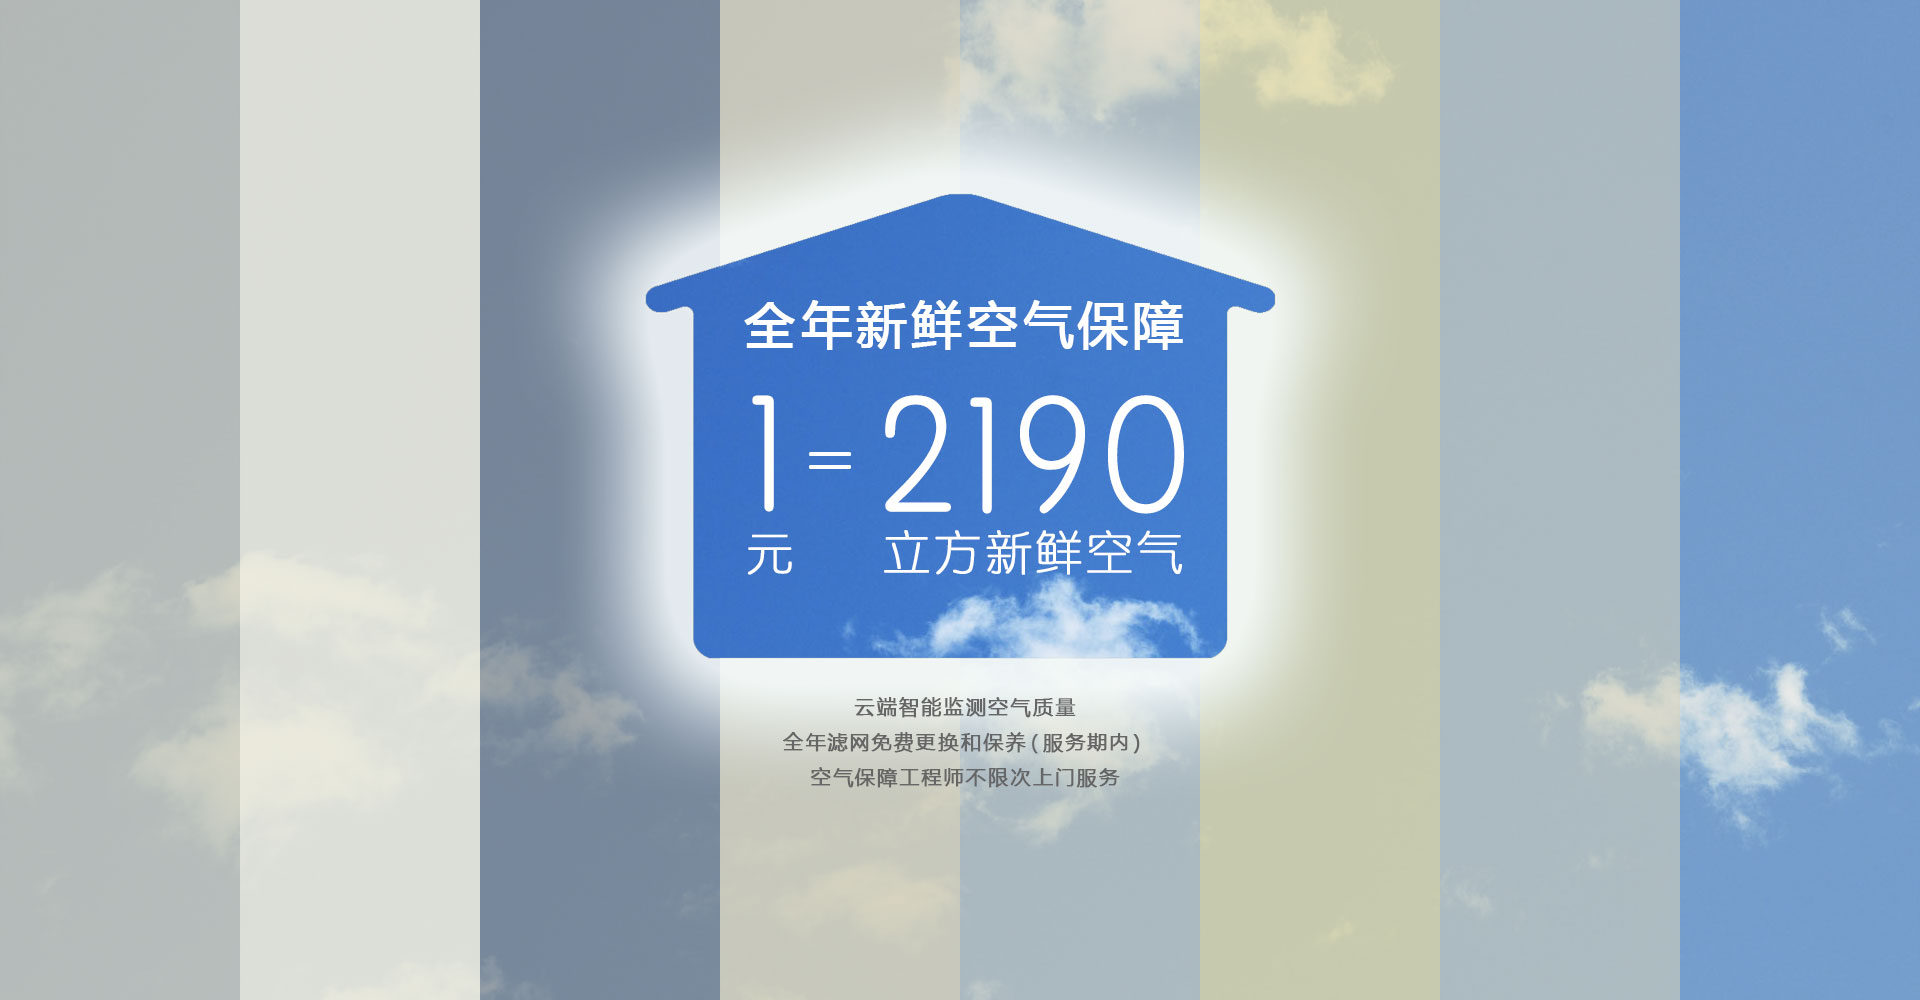 全年新鲜空气保障
1 = 2190
元 立方新鲜空气
云端智能监测空气质量
全年滤网免费更换和保养(服务期内)
空气保障工程师不限次上门服务